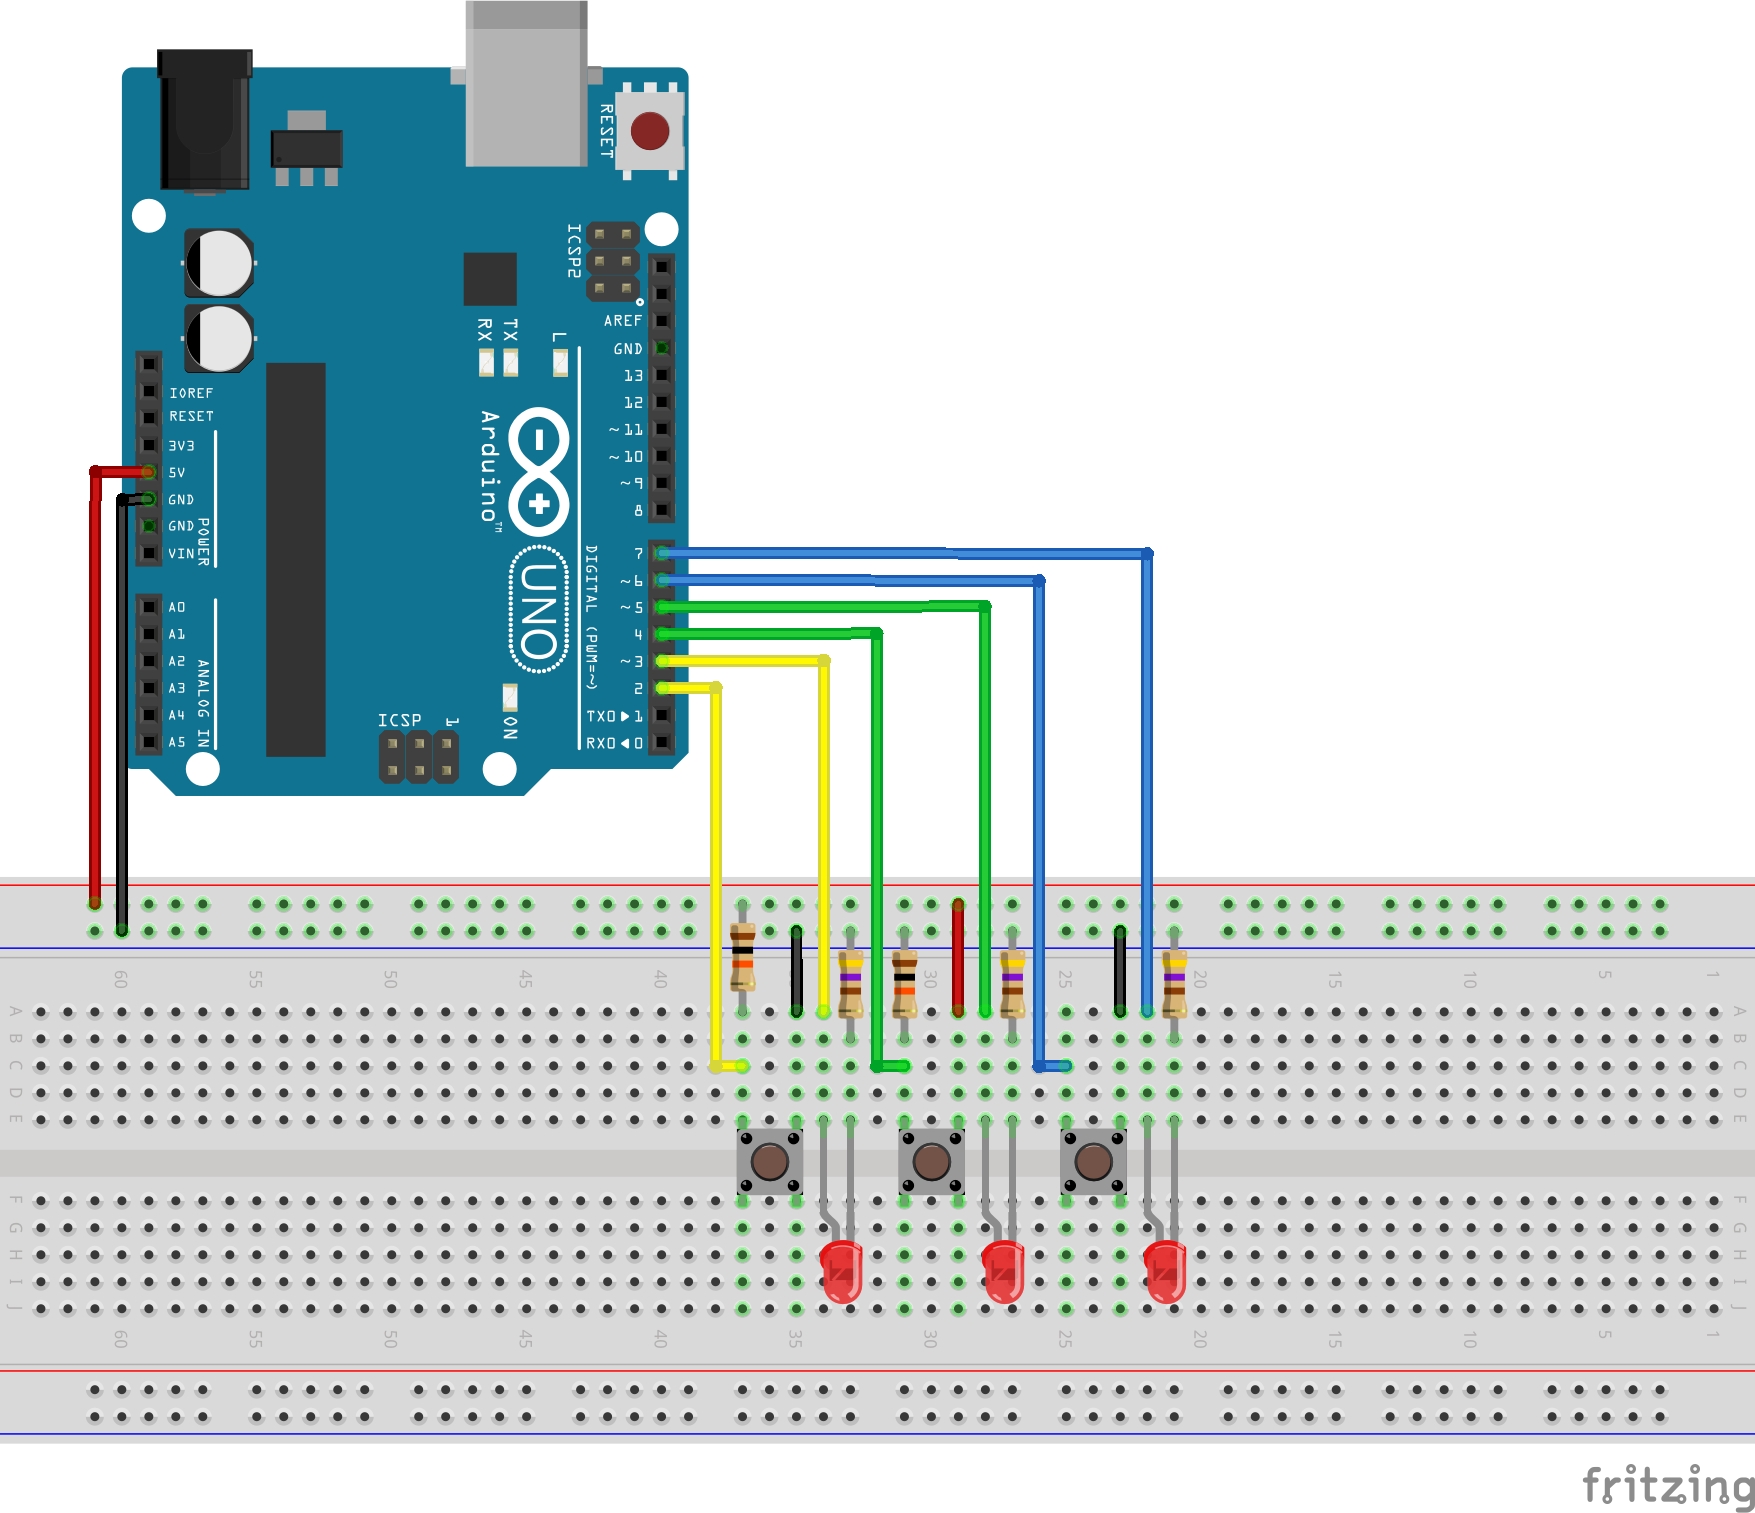 RESET
ICSP2
AREF
GND
13
12
~11
~10
~9
8
RX
TX
L
IOREF
RESET
3V3
5V
GND
GND
VIN
POWER
Arduino™
UNO
DIGITAL (PWM=~)
7
~6
~5
4
~3
2
TX0▶1
RX0◀0
A0
A1
A2
A3
A4
A5
ANALOG IN
ICSP
1
ON
60 55 50 45 40 30 25 20 15 10 5 1
A A
B B
C C
D D
E E
F F
G G
H H
I I
J J
60 55 50 45 40 35 30 25 20 15 10 5 1
fritzing